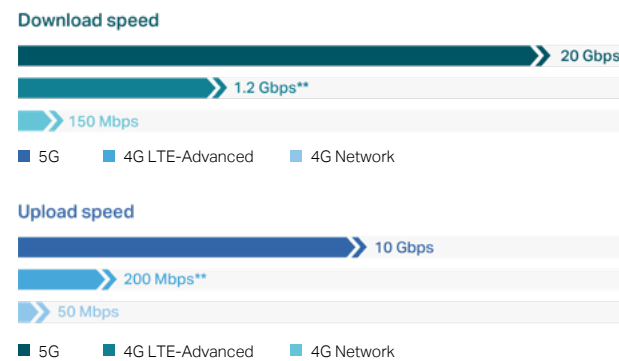 Download speed
20 Gbps
1.2 Gbps**
150 Mbps
5G 4G LTE-Advanced 4G Network
Upload speed
10 Gbps
200 Mbps**
50 Mbps
5G 4G LTE-Advanced 4G Network